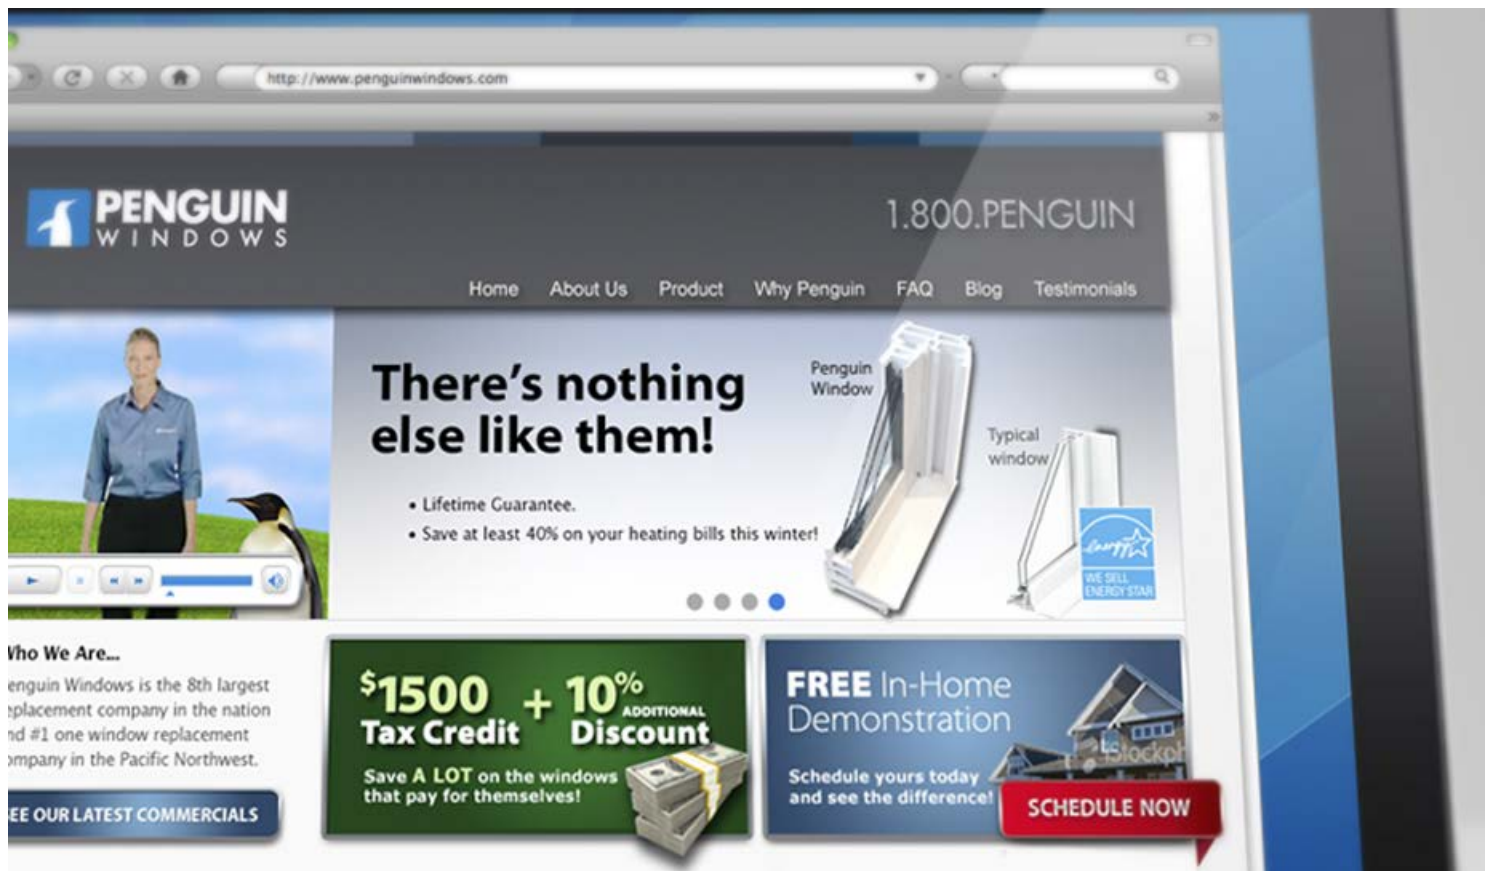 http://www.penguinwindows.com
PENGUIN
WINDOWS
1.800.PENGUIN
Home About Us Product Why Penguin FAQ Blog Testimonials
There's nothing
else like them!
• Lifetime Guarantee.
• Save at least 40% on your heating bills this winter!
Penguin
Window
Typical
window
energy
WE SELL
ENERGY STAR
Who We Are...
enguin Windows is the 8th largest
eplacement company in the nation
nd #1 one window replacement
ompany in the Pacific Northwest.
EE OUR LATEST COMMERCIALS
$1500 + 10%
Tax Credit ADDITIONAL Discount
Save A LOT on the windows
that pay for themselves!
FREE In-Home
Demonstration
Schedule yours today
and see the difference!
iStockph
SCHEDULE NOW